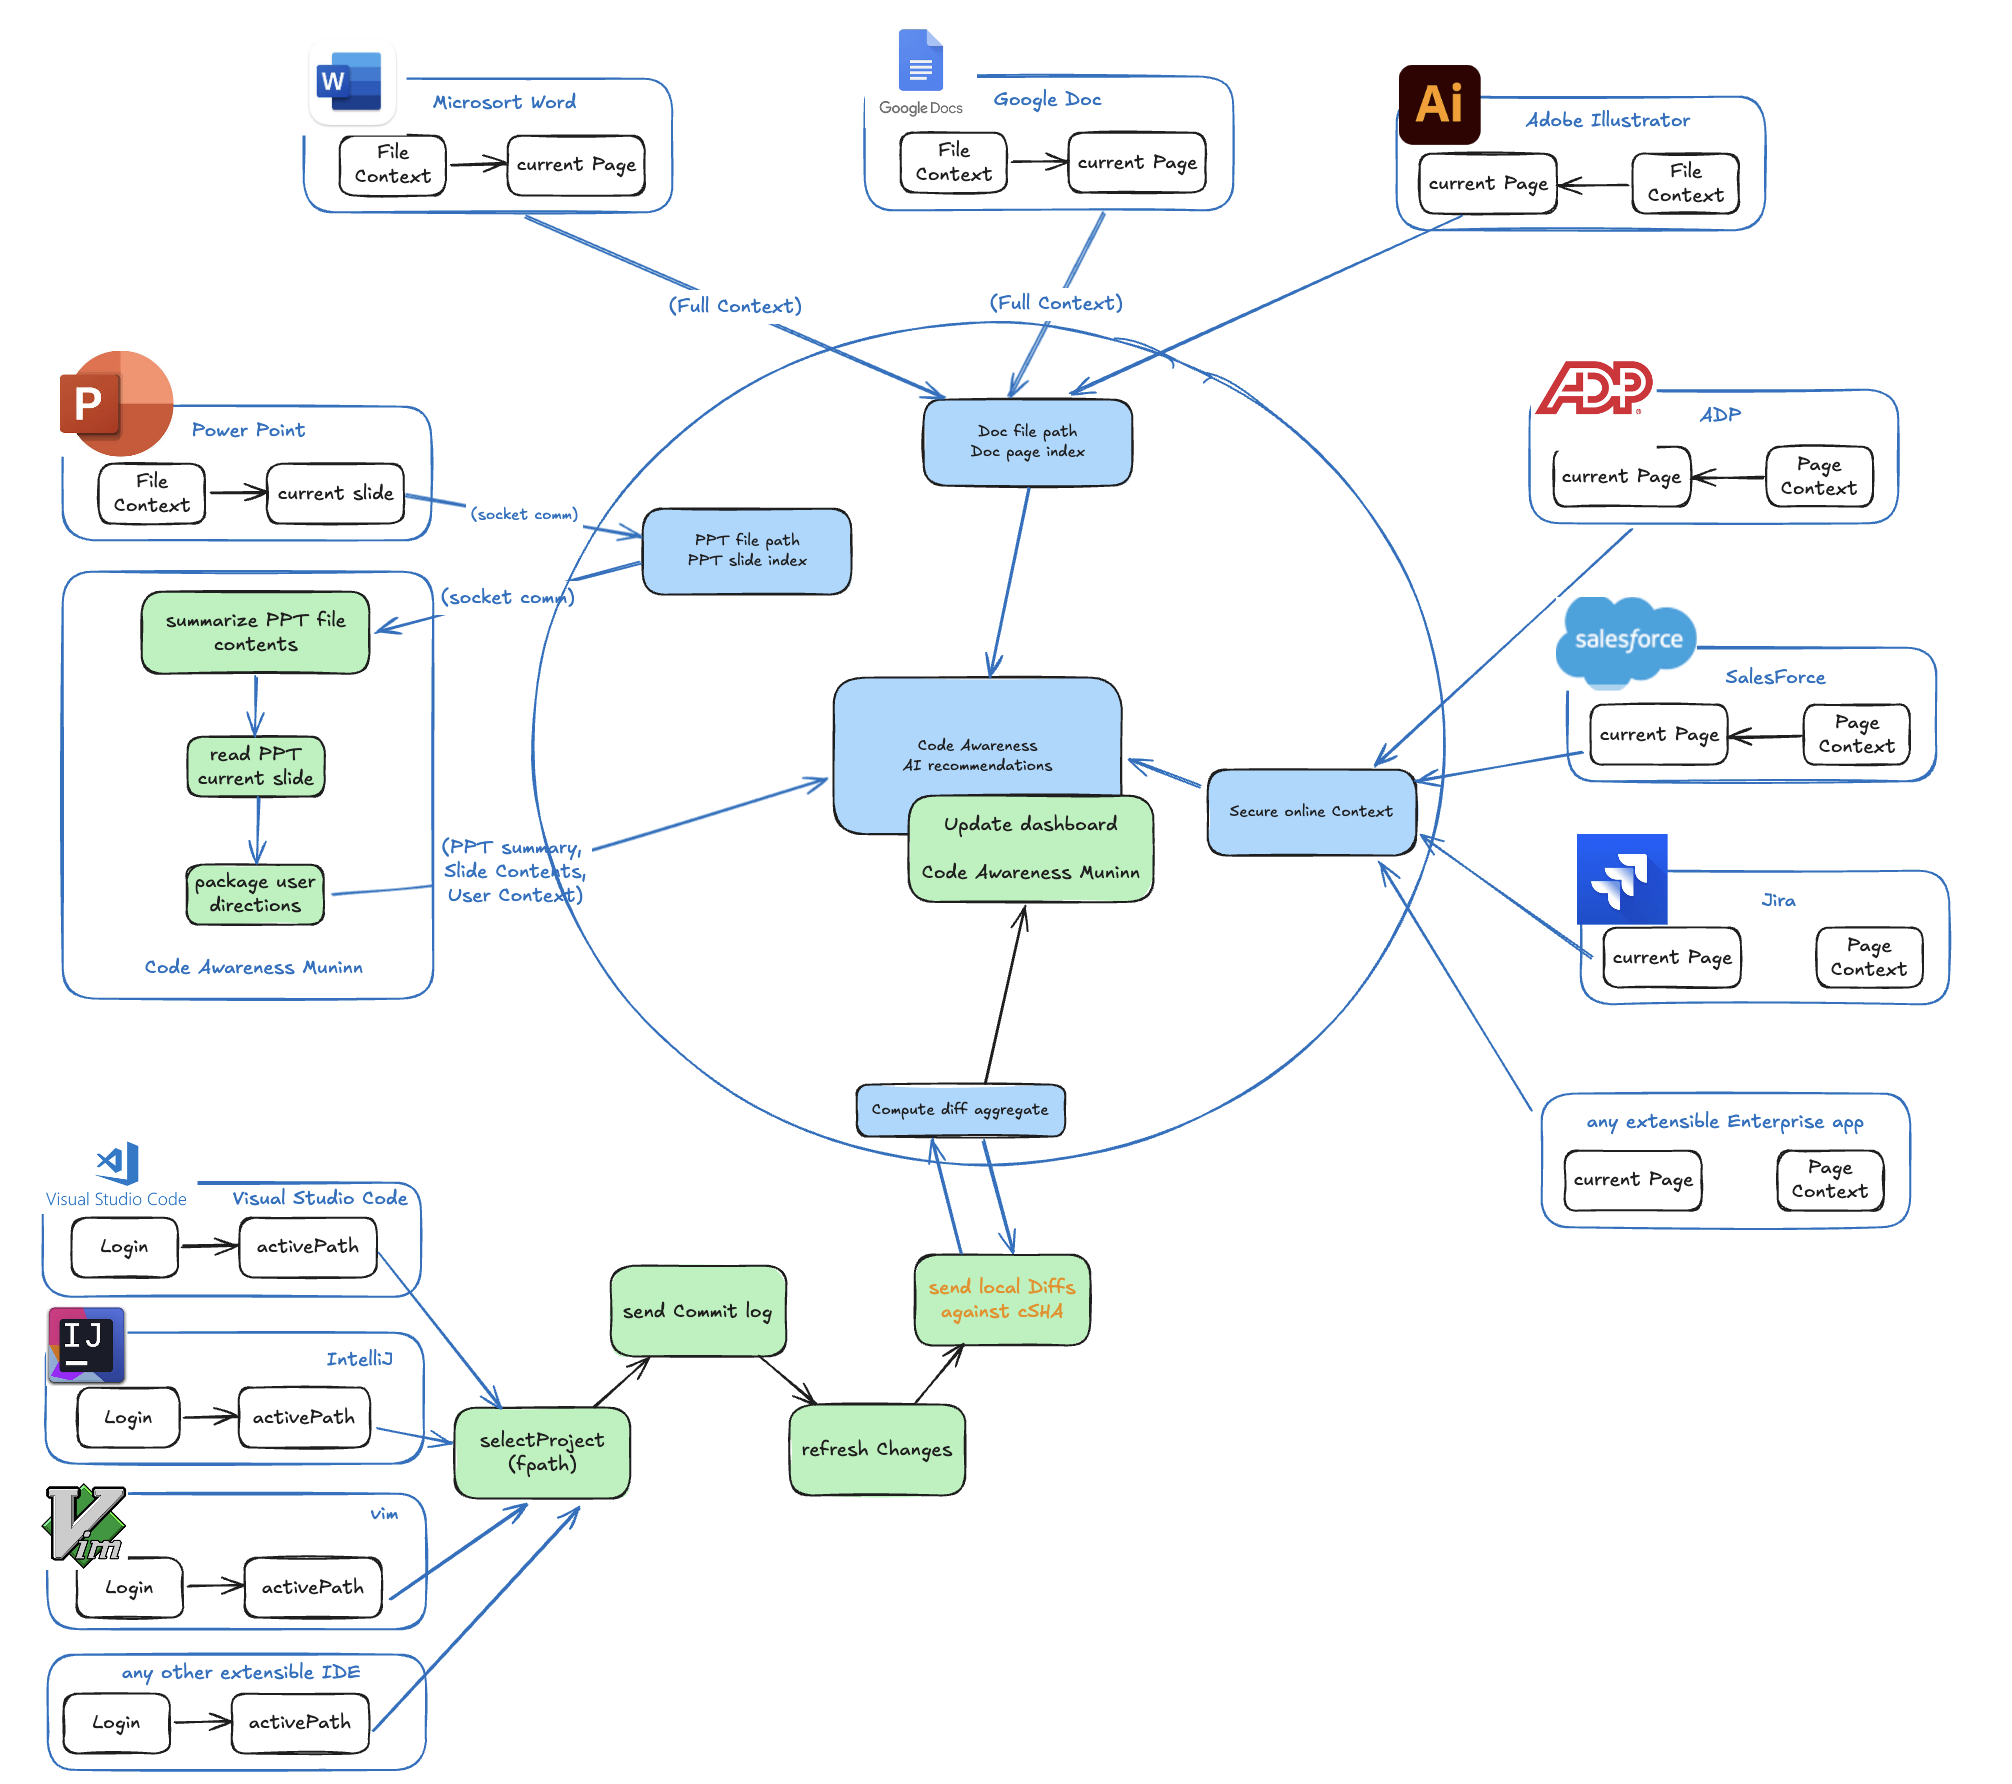 W
Microsort Word
File
Context
current Page
Google Docs
Google Doc
File
Context
current Page
Ai
Adobe Illustrator
current Page
File
Context
(Full Context)
(Full Context)
P
Power Point
File
Context
current slide
(socket comm)
(socket comm)
Doc file path
Doc page index
PPT file path
PPT slide index
ADP
ADP
current Page
Page
Context
summarize PPT file
contents
read PPT
current slide
package user
directions
Code Awareness Muninn
(PPT summary,
Slide Contents,
User Context)
Code Awareness
AI recommendations
Update dashboard
Code Awareness Muninn
Secure online Context
salesforce
SalesForce
current Page
Page
Context
Jira
current Page
Page
Context
any extensible Enterprise app
current Page
Page
Context
Compute diff aggregate
Visual Studio Code
Visual Studio Code
Login
activePath
IJ
IntelliJ
Login
activePath
Vim
vim
Login
activePath
any other extensible IDE
Login
activePath
selectProject
(fpath)
send Commit log
refresh Changes
send local Diffs
against cSHA